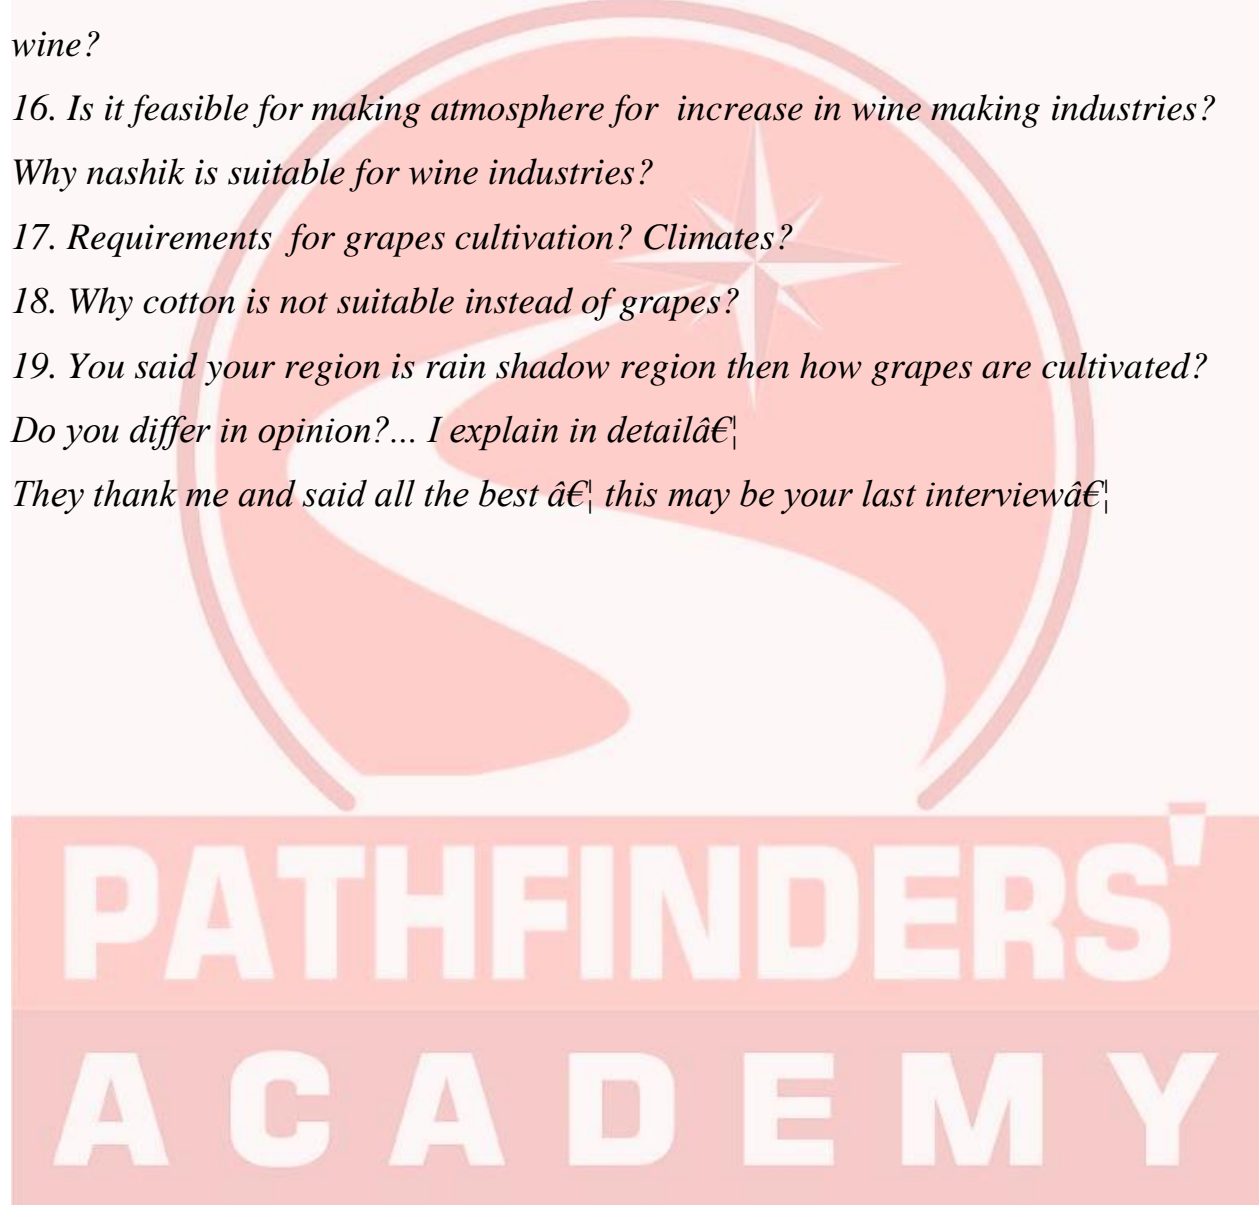 wine?
16. Is it feasible for making atmosphere for  increase in wine making industries?
Why nashik is suitable for wine industries?
17. Requirements  for grapes cultivation? Climates?
18. Why cotton is not suitable instead of grapes?
19. You said your region is rain shadow region then how grapes are cultivated?
Do you differ in opinion?... I explain in detailâ€¦
They thank me and said all the best â€¦ this may be your last interviewâ€¦
PATHFINDERS'
ACADEMY